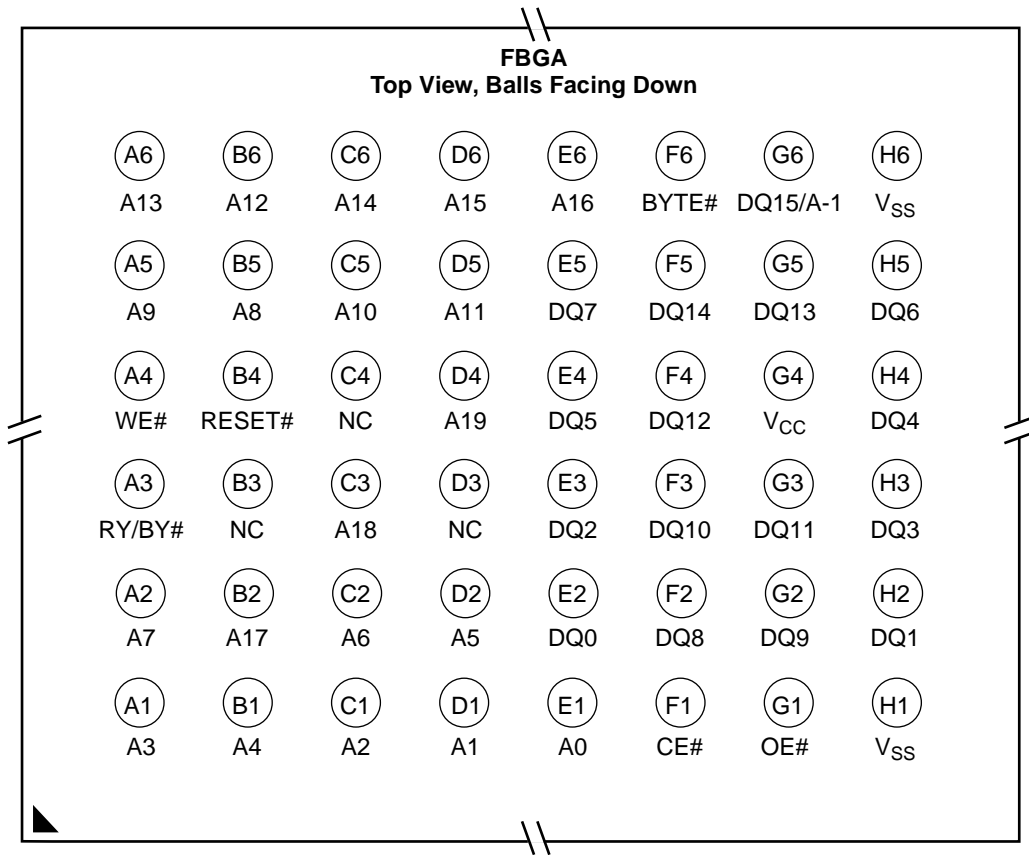 FBGA
Top View, Balls Facing Down
A6 B6 C6 D6 E6 F6 G6 H6
A13 A12 A14 A15 A16 BYTE# DQ15/A-1 VSS
A5 B5 C5 D5 E5 F5 G5 H5
A9 A8 A10 A11 DQ7 DQ14 DQ13 DQ6
A4 B4 C4 D4 E4 F4 G4 H4
WE# RESET# NC A19 DQ5 DQ12 VCC DQ4
A3 B3 C3 D3 E3 F3 G3 H3
RY/BY# NC A18 NC DQ2 DQ10 DQ11 DQ3
A2 B2 C2 D2 E2 F2 G2 H2
A7 A17 A6 A5 DQ0 DQ8 DQ9 DQ1
A1 B1 C1 D1 E1 F1 G1 H1
A3 A4 A2 A1 A0 CE# OE# VSS